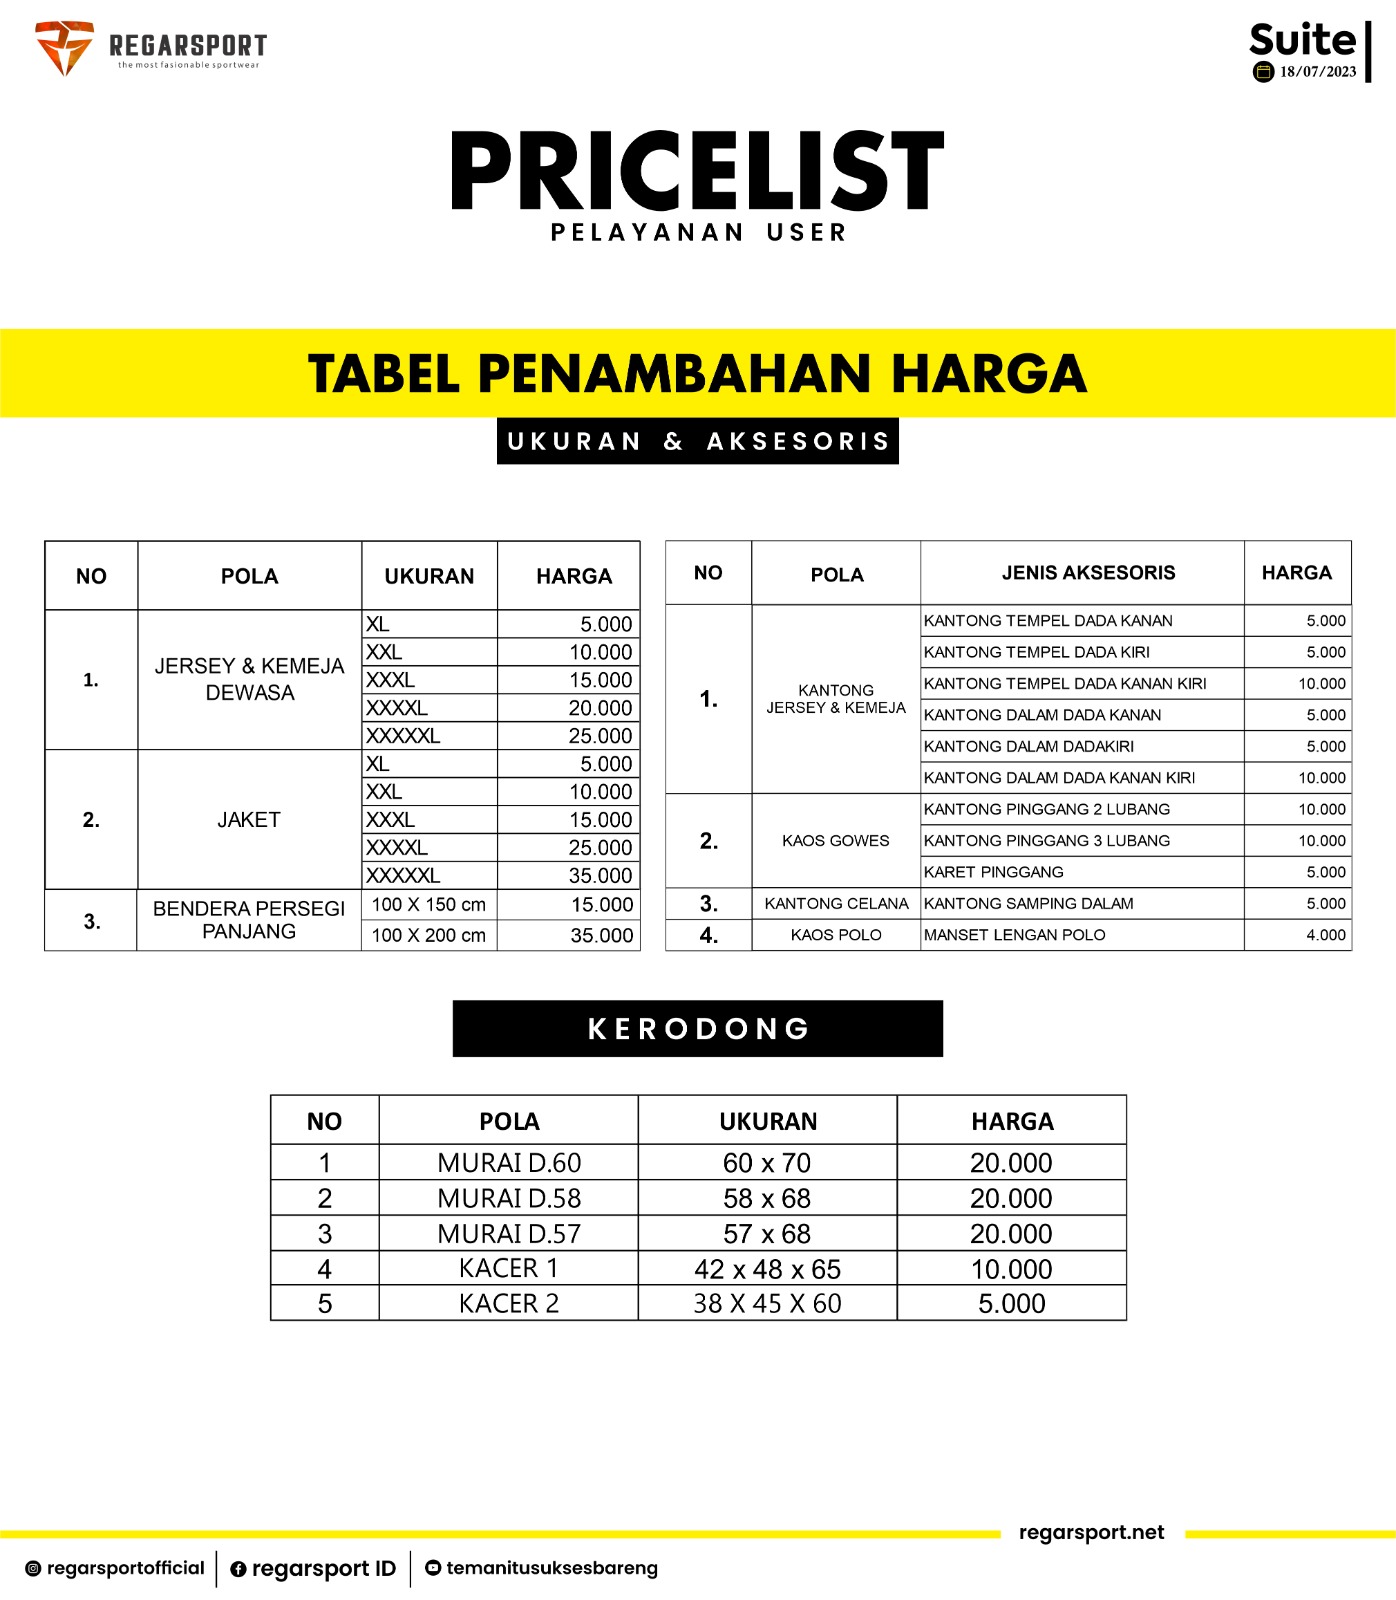 REGARSPORT
the most fasionable sportwear
Suite
18/07/2023
PRICELIST
PELAYANAN USER
TABEL PENAMBAHAN HARGA
UKURAN & AKSESORIS
NO POLA UKURAN HARGA
1. JERSEY & KEMEJA DEWASA
XL 5.000
XXL 10.000
XXXL 15.000
XXXXL 20.000
XXXXXL 25.000
2. JAKET
XL 5.000
XXL 10.000
XXXL 15.000
XXXXL 25.000
XXXXXL 35.000
3. BENDERA PERSEGI PANJANG
100 X 150 cm 15.000
100 X 200 cm 35.000
NO POLA JENIS AKSESORIS HARGA
1. KANTONG JERSEY & KEMEJA
KANTONG TEMPEL DADA KANAN 5.000
KANTONG TEMPEL DADA KIRI 5.000
KANTONG TEMPEL DADA KANAN KIRI 10.000
KANTONG DALAM DADA KANAN 5.000
KANTONG DALAM DADAKIRI 5.000
KANTONG DALAM DADA KANAN KIRI 10.000
2. KAOS GOWES
KANTONG PINGGANG 2 LUBANG 10.000
KANTONG PINGGANG 3 LUBANG 10.000
KARET PINGGANG 5.000
3. KANTONG CELANA KANTONG SAMPING DALAM 5.000
4. KAOS POLO MANSET LENGAN POLO 4.000
KERODONG
NO POLA UKURAN HARGA
1 MURAI D.60 60 x 70 20.000
2 MURAI D.58 58 x 68 20.000
3 MURAI D.57 57 x 68 20.000
4 KACER 1 42 x 48 x 65 10.000
5 KACER 2 38 X 45 X 60 5.000
regarsport.net
regarsportofficial
regarsport ID
temanitusuksesbareng